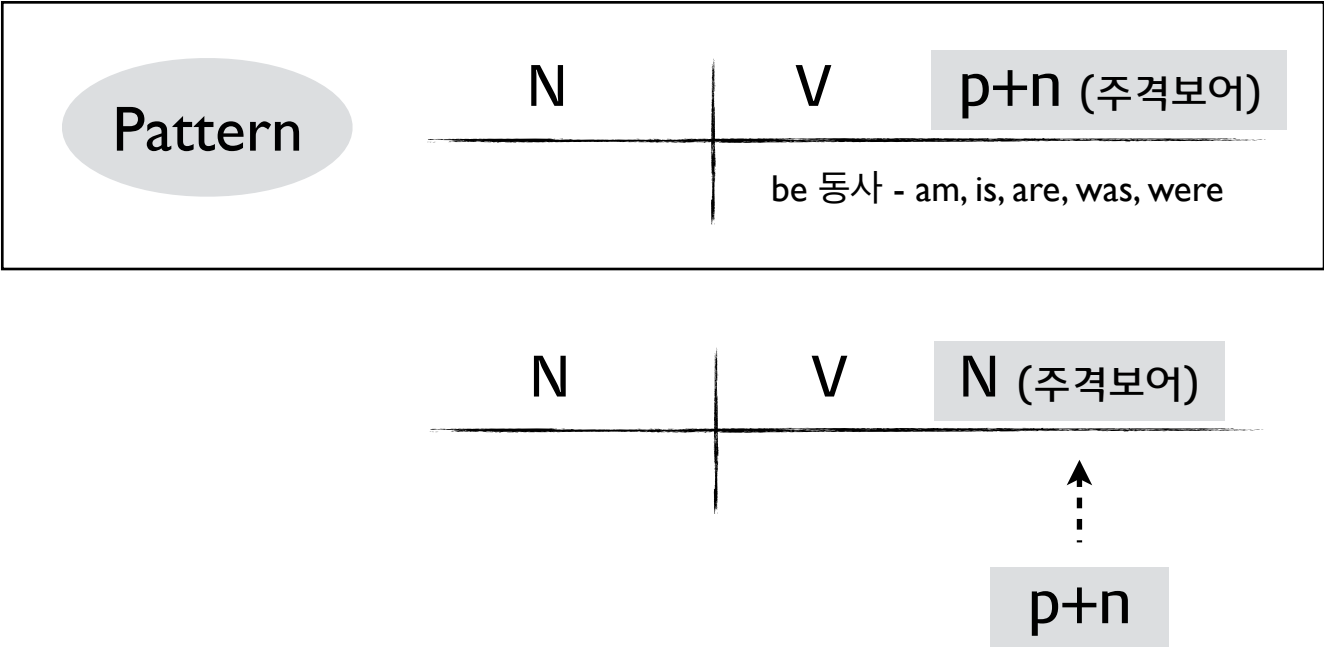 Pattern
N V p+n (주격보어)
be 동사 - am, is, are, was, were
N V N (주격보어)
p+n